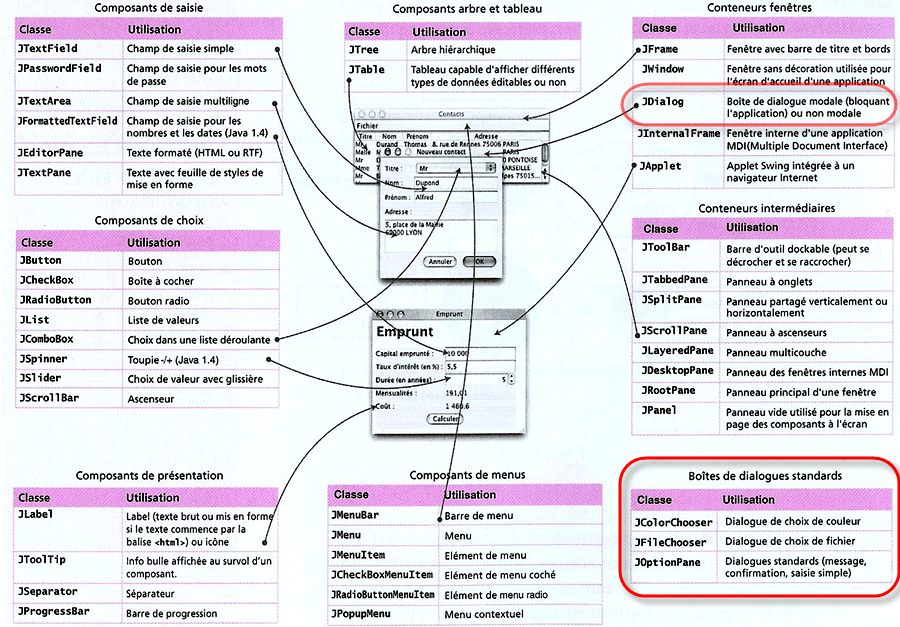 Composants de saisie
Classe Utilisation
JTextField Champ de saisie simple
JPasswordField Champ de saisie pour les mots
de passe
JTextArea Champ de saisie multiligne
JFormattedTextField Champ de saisie pour les
nombres et les dates (Java 1.4)
JEditorPane Texte formaté (HTML ou RTF)
JTextPane Texte avec feuille de styles de
mise en forme
Composants de choix
Classe Utilisation
JButton Bouton
JCheckBox Boîte à cocher
JRadioButton Bouton radio
JList Liste de valeurs
JComboBox Choix dans une liste déroulante
JSpinner Toupie -/+ (Java 1.4)
JSlider Choix de valeur avec glissière
JScrollBar Ascenseur
Composants de présentation
Classe Utilisation
JLabel Label (texte brut ou mis en forme
si le texte commence par la
balise <html>) ou icône
JToolTip Info bulle affichée au survol d'un
composant.
JSeparator Séparateur
JProgressBar Barre de progression
Composants arbre et tableau
Classe Utilisation
JTree Arbre hiérarchique
JTable Tableau capable d'afficher différents
types de données éditables ou non
Contacts
Fichier
Titre Nom Prénom Adresse
Durand Thomas 8, rue de Rennes 75006 PARIS
Melle Nouveau contact PARIS
Mr PONTOISE
Mme MARSEILLE
Mr 75015...
Titre : Mr
Nom : Dupond
Prénom : Alfred
Adresse :
5, place de la Mairie
69000 LYON
Annuler OK
Emprunt
Emprunt
Capital emprunté : 10 000
Taux d'intérêt (en %) : 5,5
Durée (en années) : 5
Mensualités : 191,01
Coût : 1 460,6
Calculer
Composants de menus
Classe Utilisation
JMenuBar Barre de menu
JMenu Menu
JMenuItem Elément de menu
JCheckBoxMenuItem Elément de menu coché
JRadioButtonMenuItem Elément de menu radio
JPopupMenu Menu contextuel
Conteneurs fenêtres
Classe Utilisation
JFrame Fenêtre avec barre de titre et bords
JWindow Fenêtre sans décoration utilisée pour
l'écran d'accueil d'une application
JDialog Boîte de dialogue modale (bloquant
l'application) ou non modale
JInternalFrame Fenêtre interne d'une application
MDI(Multiple Document Interface)
JApplet Applet Swing intégrée à un
navigateur Internet
Conteneurs intermédiaires
Classe Utilisation
JToolBar Barre d'outil dockable (peut se
décrocher et se raccrocher)
JTabbedPane Panneau à onglets
JSplitPane Panneau partagé verticalement ou
horizontalement
JScrollPane Panneau à ascenseurs
JLayeredPane Panneau multicouche
JDesktopPane Panneau des fenêtres internes MDI
JRootPane Panneau principal d'une fenêtre
JPanel Panneau vide utilisé pour la mise en
page des composants à l'écran
Boîtes de dialogues standards
Classe Utilisation
JColorChooser Dialogue de choix de couleur
JFileChooser Dialogue de choix de fichier
JOptionPane Dialogues standards (message,
confirmation, saisie simple)